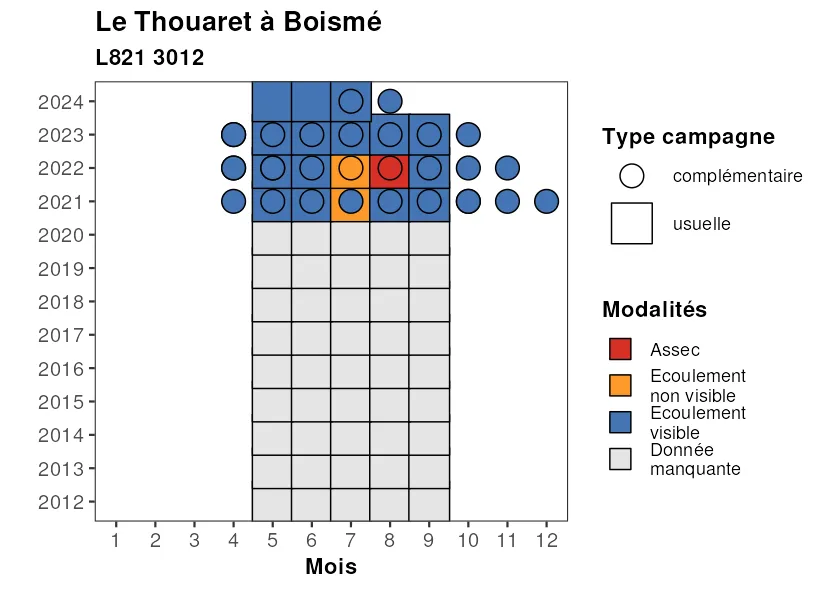 Le Thouaret à Boismé
L821 3012
2024
2023
2022
2021
2020
2019
2018
2017
2016
2015
2014
2013
2012
1 2 3 4 5 6 7 8 9 10 11 12
Mois
Type campagne
complémentaire
usuelle
Modalités
Assec
Ecoulement
non visible
Ecoulement
visible
Donnée
manquante